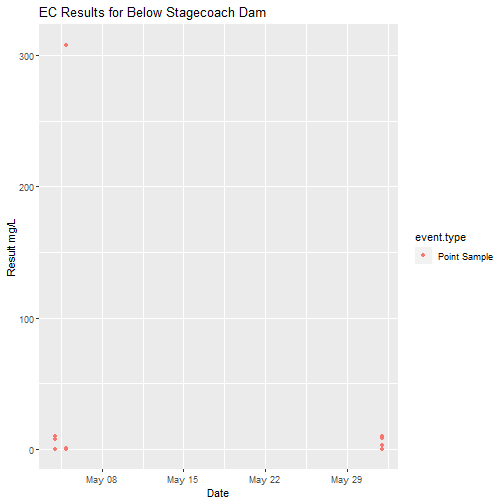 EC Results for Below Stagecoach Dam
300
200
100
0
Result mg/L
May 08 May 15 May 22 May 29
Date
event.type
Point Sample